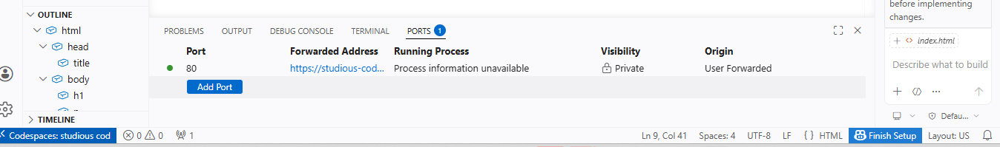 OUTLINE
html
head
title
body
h1
TIMELINE
PROBLEMS OUTPUT DEBUG CONSOLE TERMINAL PORTS 1
Port Forwarded Address Running Process Visibility Origin
80 https://studious-cod... Process information unavailable Private User Forwarded
Add Port
before implementing
changes.
+ <> index.html
Describe what to build
Defau...
Codespaces: studious cod 0 0 1 Ln 9, Col 41 Spaces: 4 UTF-8 LF { } HTML Finish Setup Layout: US